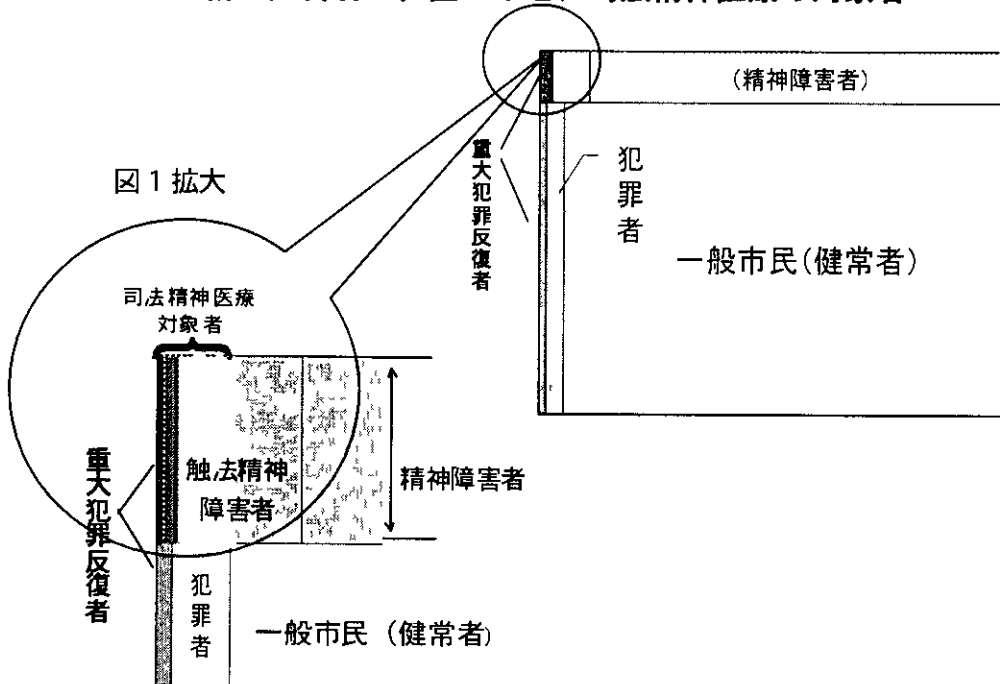 (精神障害者)
重大犯罪反復者
犯罪者
一般市民(健常者)
図1拡大
司法精神医療
対象者
重大犯罪反復者
触法精神
障害者
精神障害者
犯罪者
一般市民 (健常者)